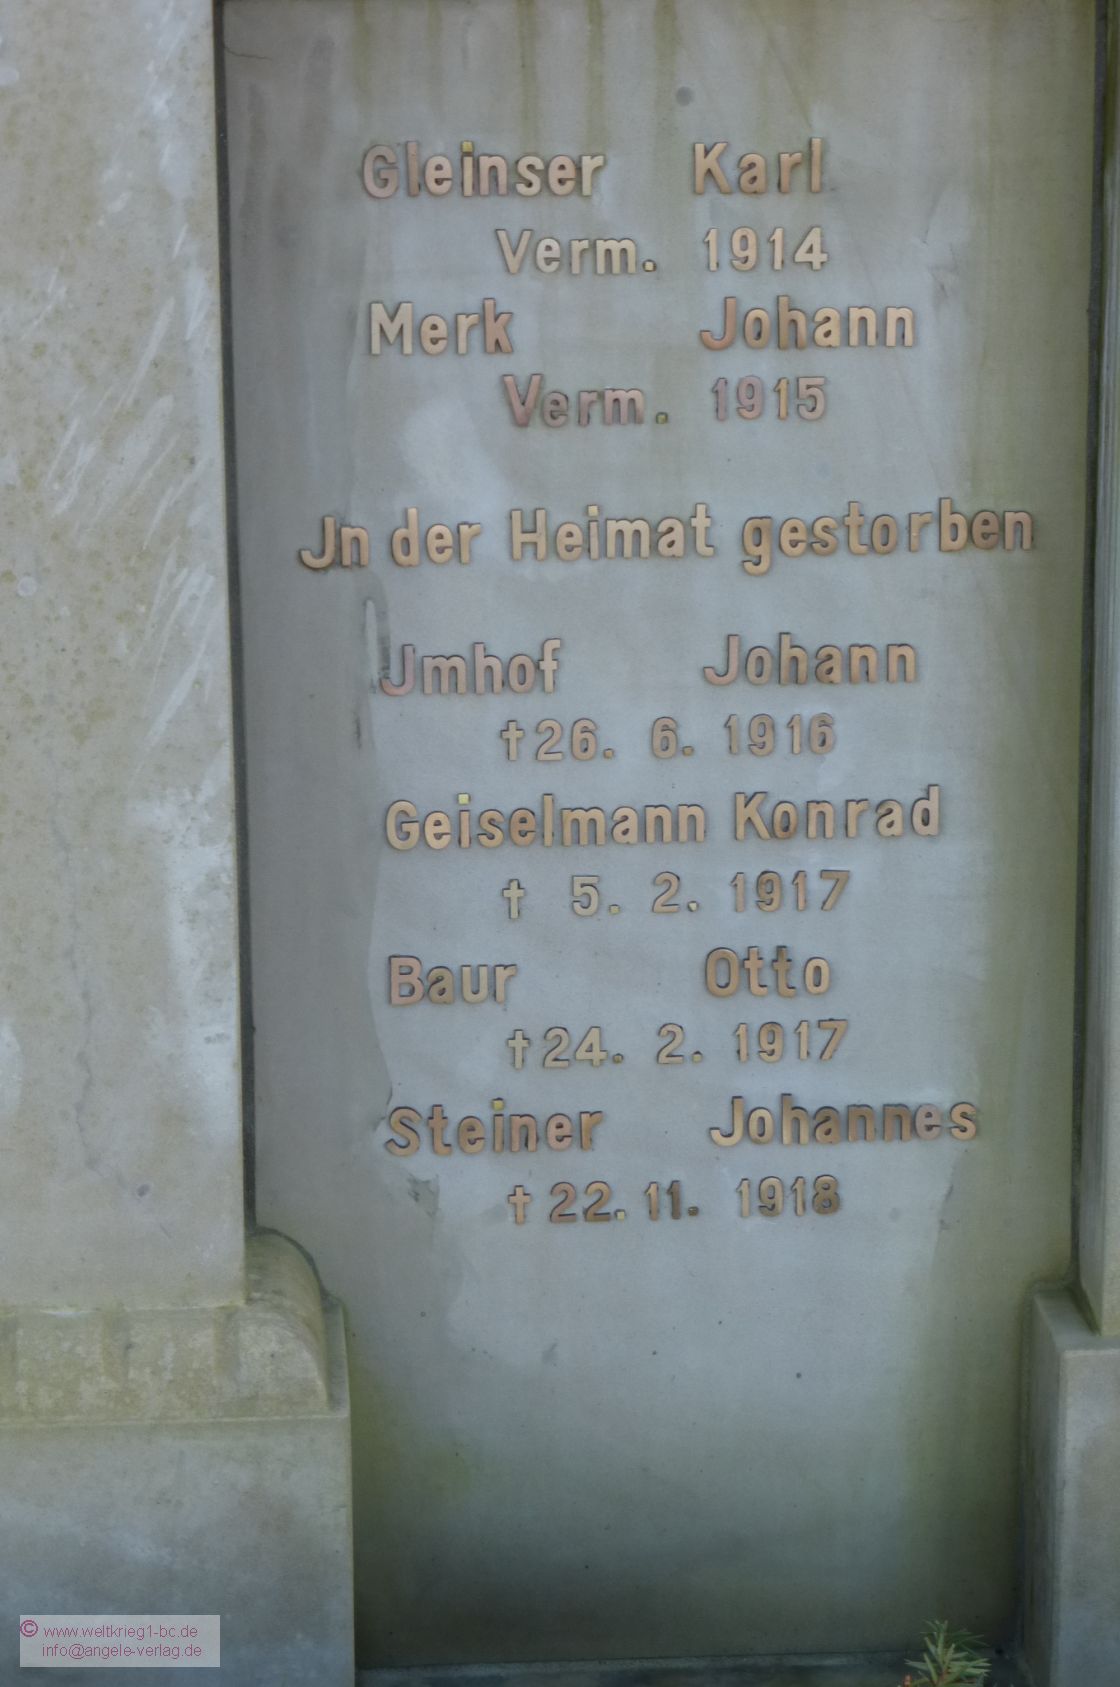 Gleinser Karl
Verm. 1914
Merk Johann
Verm. 1915
Jn der Heimat gestorben
Jmhof Johann
† 26. 6. 1916
Geiselmann Konrad
† 5. 2. 1917
Baur Otto
† 24. 2. 1917
Steiner Johannes
† 22. 11. 1918
© www.weltkrieg1-bc.de
info@angele-verlag.de